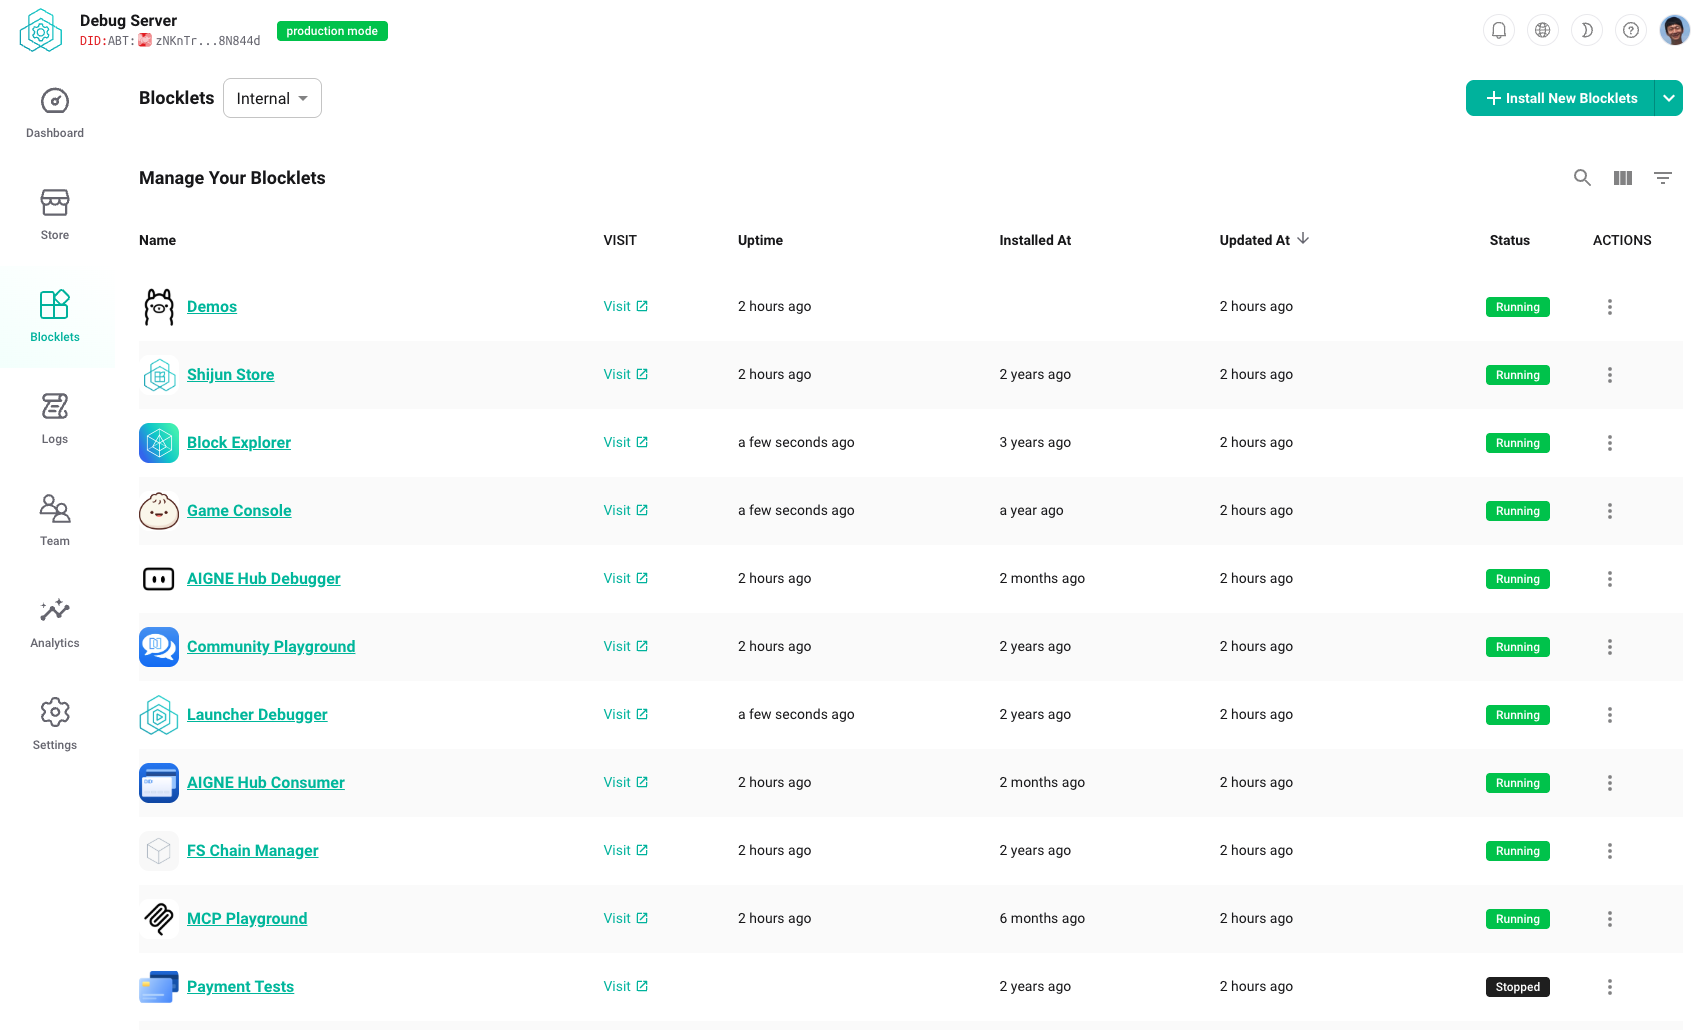 Debug Server
DID:ABT: zNKnTr...8N844d
production mode
Blocklets
Internal
Install New Blocklets
Dashboard
Store
Blocklets
Logs
Team
Analytics
Settings
Manage Your Blocklets
Name VISIT Uptime Installed At Updated At Status ACTIONS
Demos Visit 2 hours ago 2 hours ago Running
Shijun Store Visit 2 hours ago 2 years ago 2 hours ago Running
Block Explorer Visit a few seconds ago 3 years ago 2 hours ago Running
Game Console Visit a few seconds ago a year ago 2 hours ago Running
AIGNE Hub Debugger Visit 2 hours ago 2 months ago 2 hours ago Running
Community Playground Visit 2 hours ago 2 years ago 2 hours ago Running
Launcher Debugger Visit a few seconds ago 2 years ago 2 hours ago Running
AIGNE Hub Consumer Visit 2 hours ago 2 months ago 2 hours ago Running
FS Chain Manager Visit 2 hours ago 2 years ago 2 hours ago Running
MCP Playground Visit 2 hours ago 6 months ago 2 hours ago Running
Payment Tests Visit 2 years ago 2 hours ago Stopped